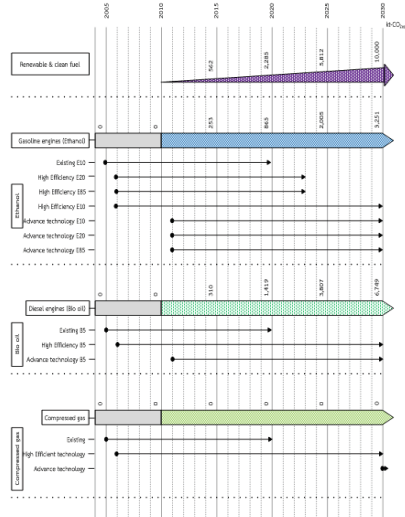 2005 2010 2015 2020 2025 2030
kt-CO₂ₑ
Renewable & clean fuel
562 2,285 5,812 10,000
Gasoline engines (Ethanol)
0 0 253 865 2,005 3,251
Ethanol
Existing E10
High Efficiency E20
High Efficiency E85
High Efficiency E10
Advance technology E10
Advance technology E20
Advance technology E85
Diesel engines (Bio oil)
0 0 310 1,419 3,807 6,749
Bio oil
Existing B5
High Efficiency B5
Advance technology B5
Compressed gas
0 0 0 0 0 0
Compressed gas
Existing
High Efficient technology
Advance technology